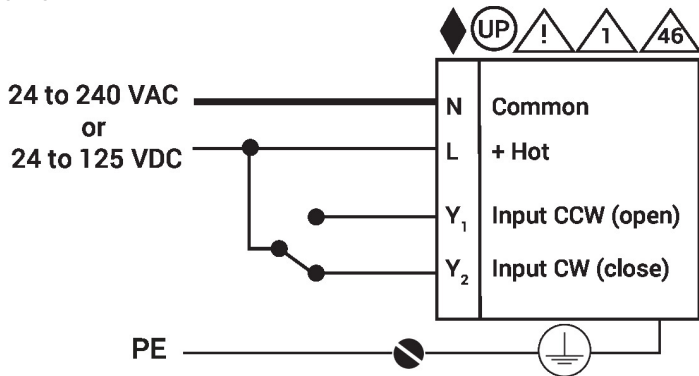 UP ! 1 46
24 to 240 VAC
or
24 to 125 VDC
N Common
L + Hot
Y1 Input CCW (open)
Y2 Input CW (close)
PE